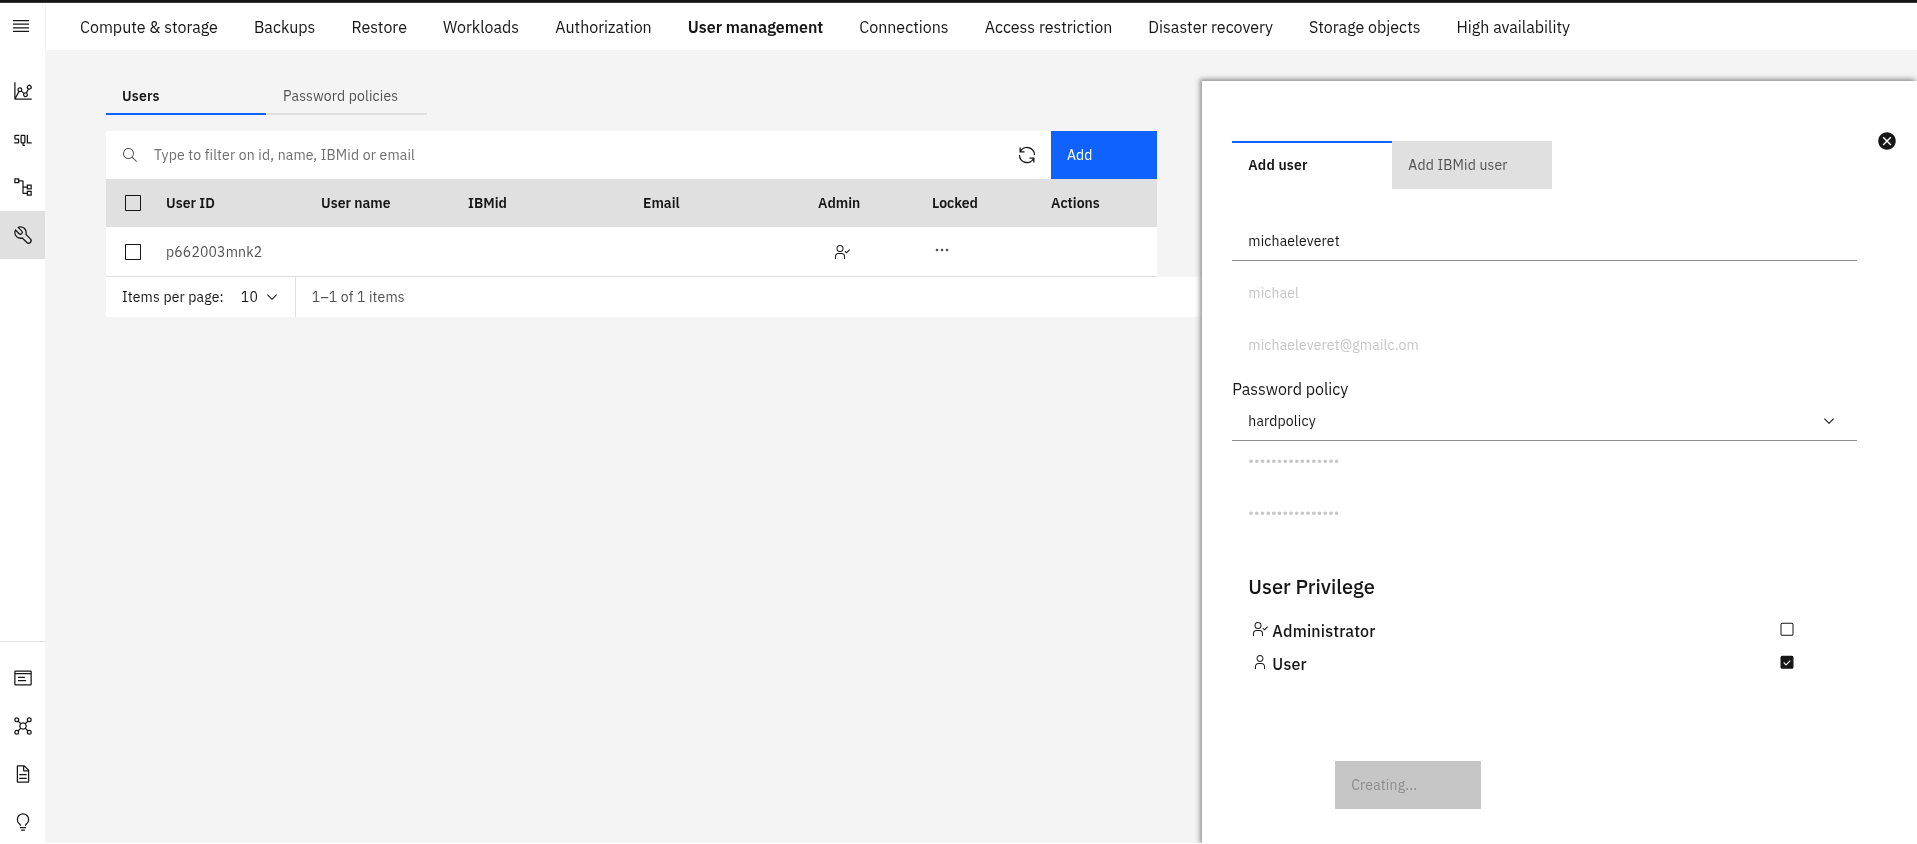 Compute & storage Backups Restore Workloads Authorization User management Connections Access restriction Disaster recovery Storage objects High availability
SQL
Users Password policies
Type to filter on id, name, IBMid or email
Add
User ID User name IBMid Email Admin Locked Actions
p662003mnk2
Items per page: 10 1–1 of 1 items
Add user Add IBMid user
michaeleveret
michael
michaeleveret@gmailc.om
Password policy
hardpolicy
••••••••••••••••
••••••••••••••••
User Privilege
Administrator
User
Creating...